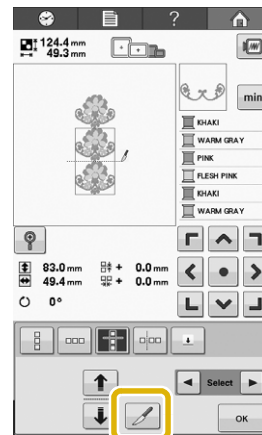 ?
124.4 mm
49.3 mm
min
KHAKI
WARM GRAY
PINK
FLESH PINK
KHAKI
WARM GRAY
83.0 mm + 0.0 mm
49.4 mm + 0.0 mm
0°
Select
OK